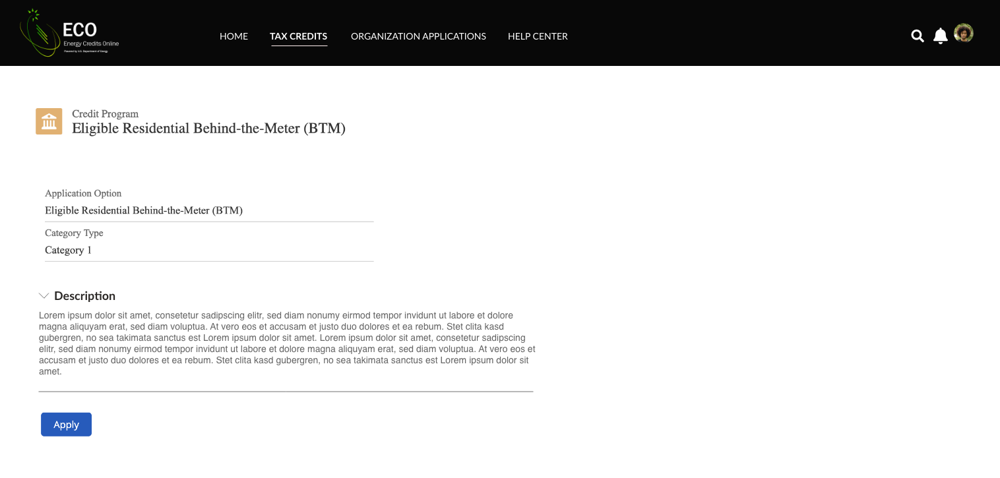 ECO
Energy Credits Online
Powered by U.S. Department of Energy
HOME
TAX CREDITS
ORGANIZATION APPLICATIONS
HELP CENTER
Credit Program
Eligible Residential Behind-the-Meter (BTM)
Application Option
Eligible Residential Behind-the-Meter (BTM)
Category Type
Category 1
Description
Lorem ipsum dolor sit amet, consetetur sadipscing elitr, sed diam nonumy eirmod tempor invidunt ut labore et dolore
magna aliquyam erat, sed diam voluptua. At vero eos et accusam et justo duo dolores et ea rebum. Stet clita kasd
gubergren, no sea takimata sanctus est Lorem ipsum dolor sit amet. Lorem ipsum dolor sit amet, consetetur sadipscing
elitr, sed diam nonumy eirmod tempor invidunt ut labore et dolore magna aliquyam erat, sed diam voluptua. At vero eos et
accusam et justo duo dolores et ea rebum. Stet clita kasd gubergren, no sea takimata sanctus est Lorem ipsum dolor sit
amet.
Apply